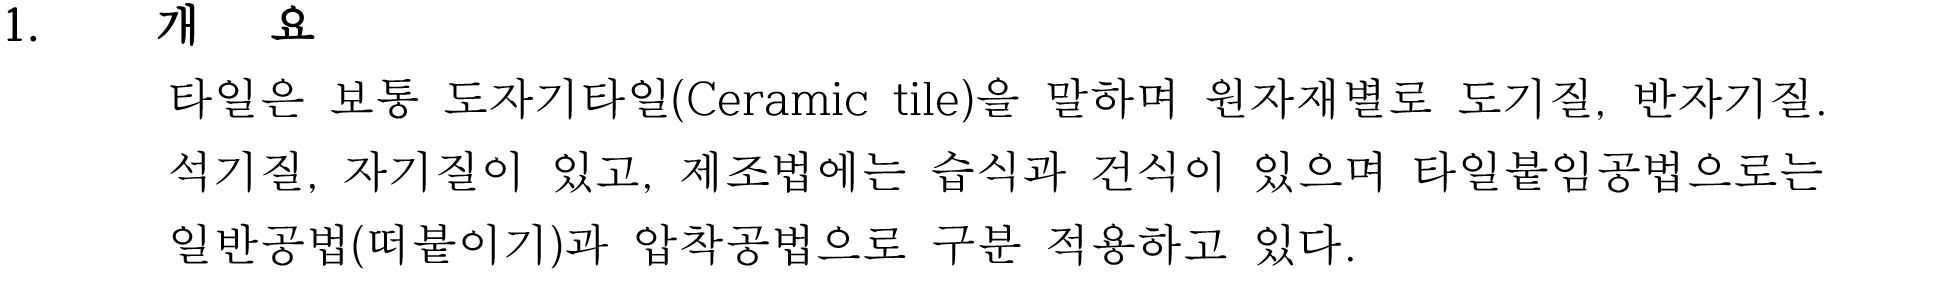 1. 개 요
타일은 보통 도자기타일(Ceramic tile)을 말하며 원자재별로 도기질, 반자기질.
석기질, 자기질이 있고, 제조법에는 습식과 건식이 있으며 타일붙임공법으로는
일반공법(떠붙이기)과 압착공법으로 구분 적용하고 있다.